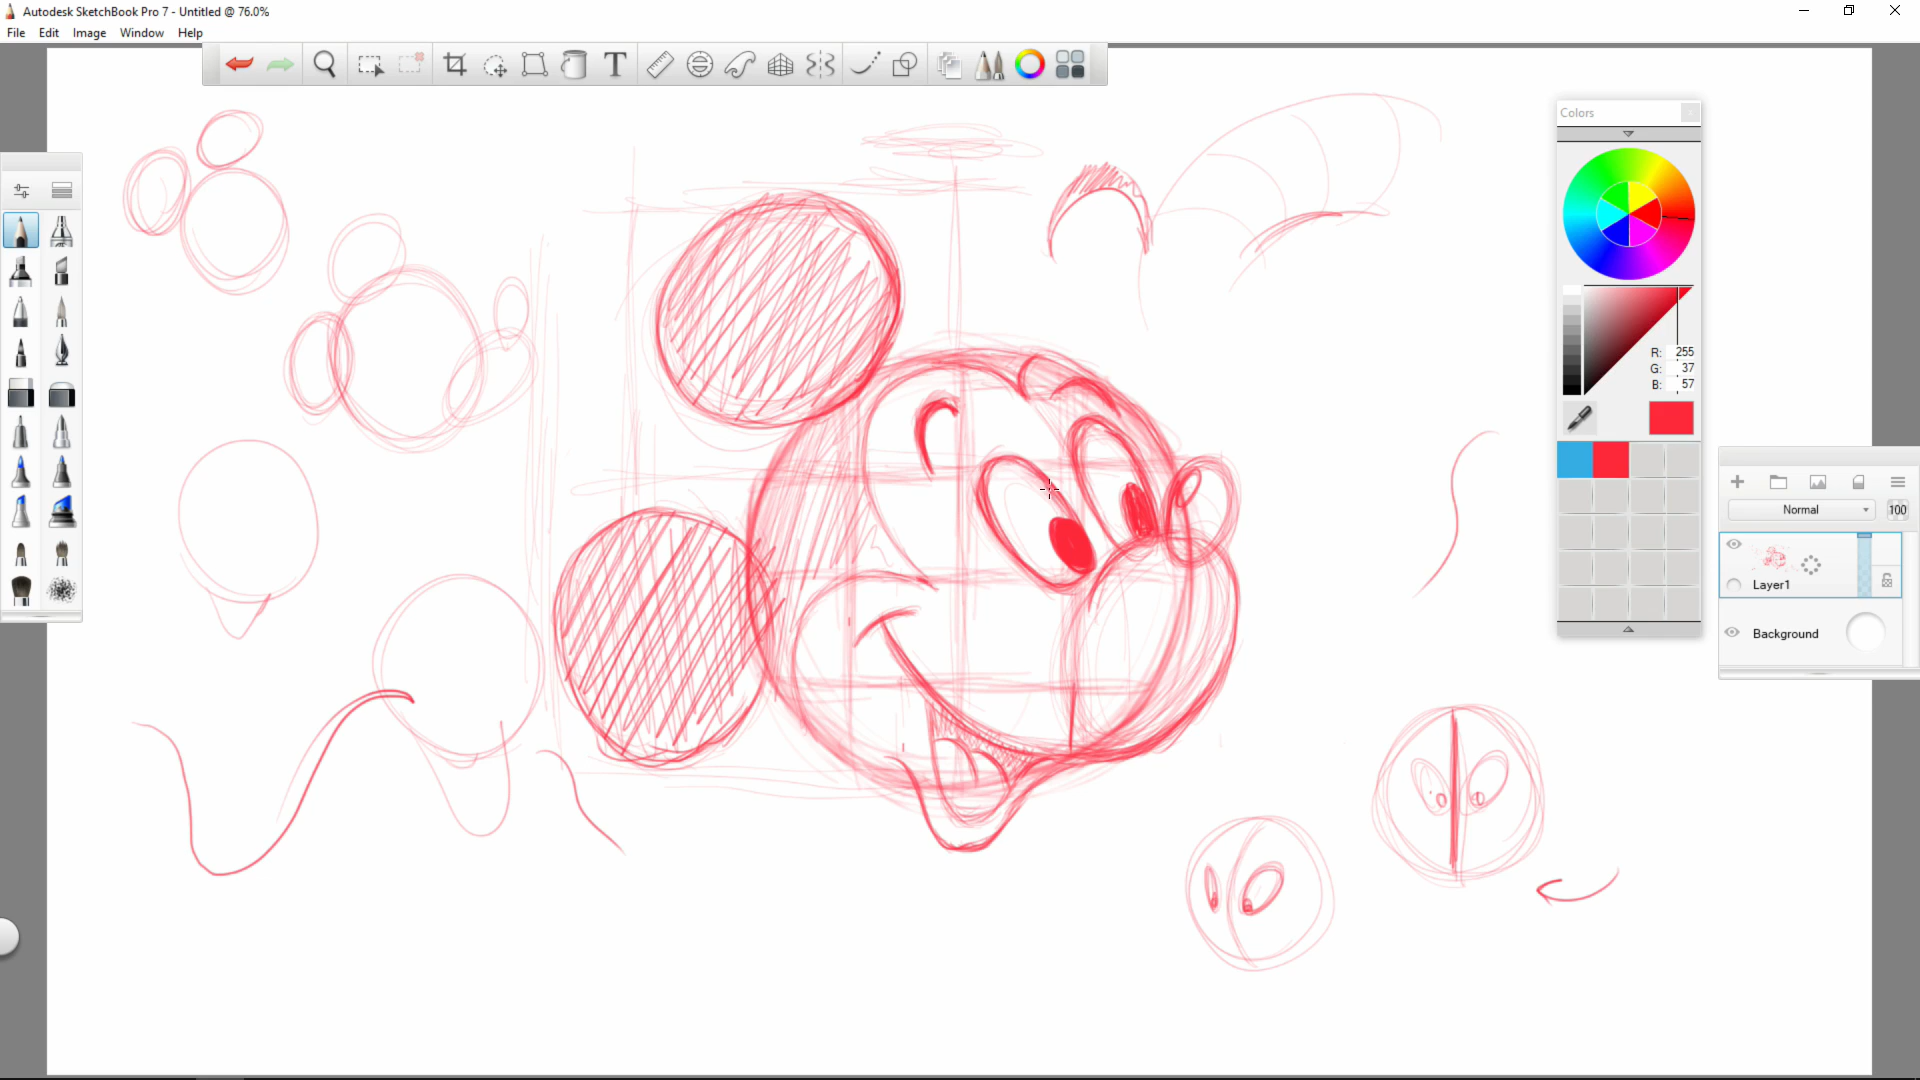 Autodesk SketchBook Pro 7 - Untitled @ 76.0%
File Edit Image Window Help
T
Colors
R: 255
G: 37
B: 57
Normal 100
Layer1
Background